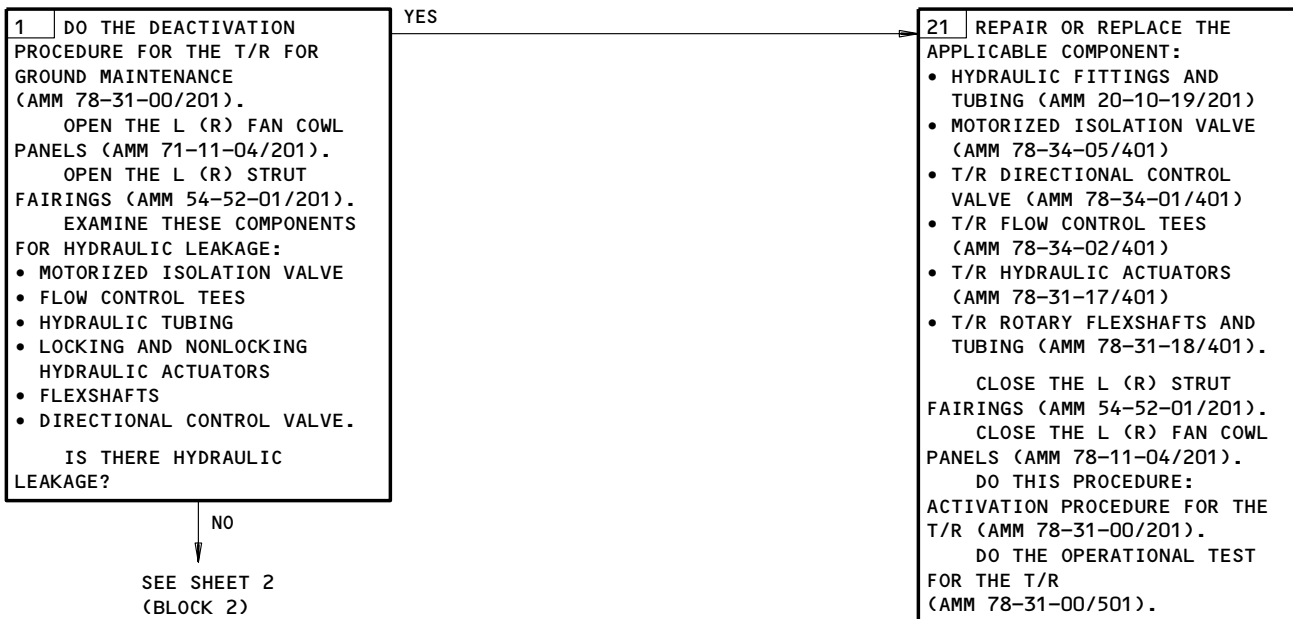 1 DO THE DEACTIVATION
PROCEDURE FOR THE T/R FOR
GROUND MAINTENANCE
(AMM 78-31-00/201).
OPEN THE L (R) FAN COWL
PANELS (AMM 71-11-04/201).
OPEN THE L (R) STRUT
FAIRINGS (AMM 54-52-01/201).
EXAMINE THESE COMPONENTS
FOR HYDRAULIC LEAKAGE:
• MOTORIZED ISOLATION VALVE
• FLOW CONTROL TEES
• HYDRAULIC TUBING
• LOCKING AND NONLOCKING
HYDRAULIC ACTUATORS
• FLEXSHAFTS
• DIRECTIONAL CONTROL VALVE.
IS THERE HYDRAULIC
LEAKAGE?
YES
NO
SEE SHEET 2
(BLOCK 2)
21 REPAIR OR REPLACE THE
APPLICABLE COMPONENT:
• HYDRAULIC FITTINGS AND
TUBING (AMM 20-10-19/201)
• MOTORIZED ISOLATION VALVE
(AMM 78-34-05/401)
• T/R DIRECTIONAL CONTROL
VALVE (AMM 78-34-01/401)
• T/R FLOW CONTROL TEES
(AMM 78-34-02/401)
• T/R HYDRAULIC ACTUATORS
(AMM 78-31-17/401)
• T/R ROTARY FLEXSHAFTS AND
TUBING (AMM 78-31-18/401).
CLOSE THE L (R) STRUT
FAIRINGS (AMM 54-52-01/201).
CLOSE THE L (R) FAN COWL
PANELS (AMM 78-11-04/201).
DO THIS PROCEDURE:
ACTIVATION PROCEDURE FOR THE
T/R (AMM 78-31-00/201).
DO THE OPERATIONAL TEST
FOR THE T/R
(AMM 78-31-00/501).